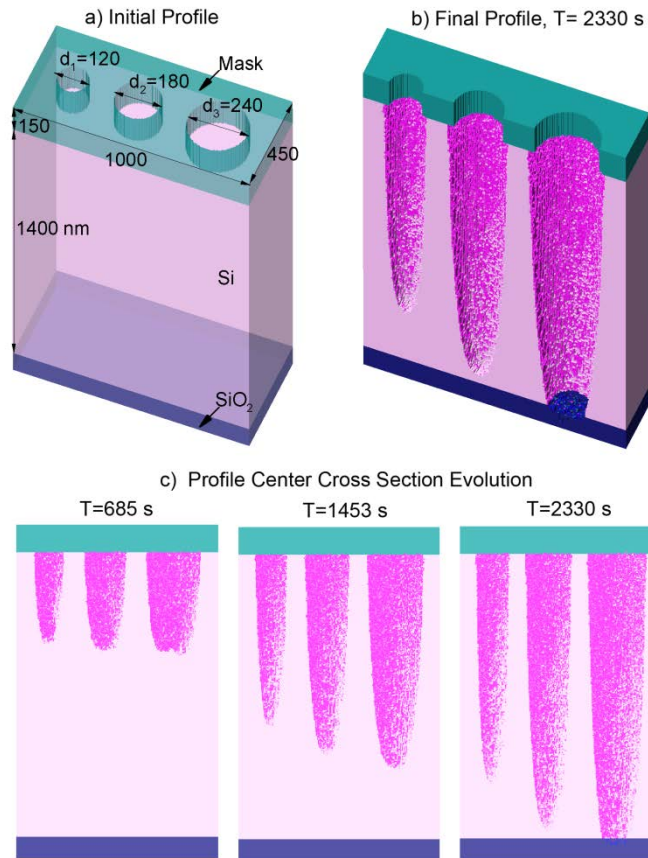 a) Initial Profile
b) Final Profile, T= 2330 s
Mask
d₁=120
d₂=180
d₃=240
150
1000
450
1400 nm
Si
SiO₂
c) Profile Center Cross Section Evolution
T=685 s
T=1453 s
T=2330 s